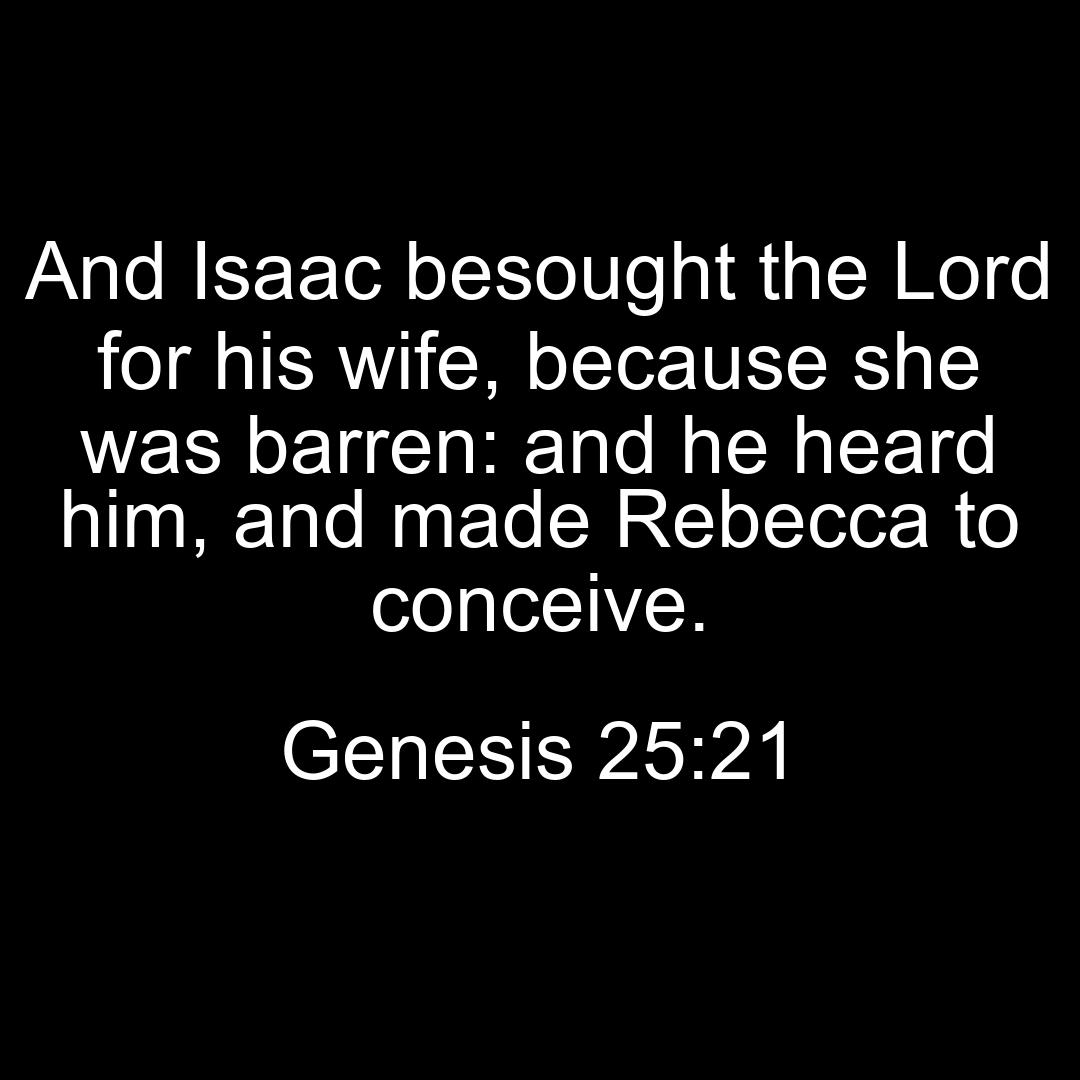 And Isaac besought the Lord
for his wife, because she
was barren: and he heard
him, and made Rebecca to
conceive.
Genesis 25:21